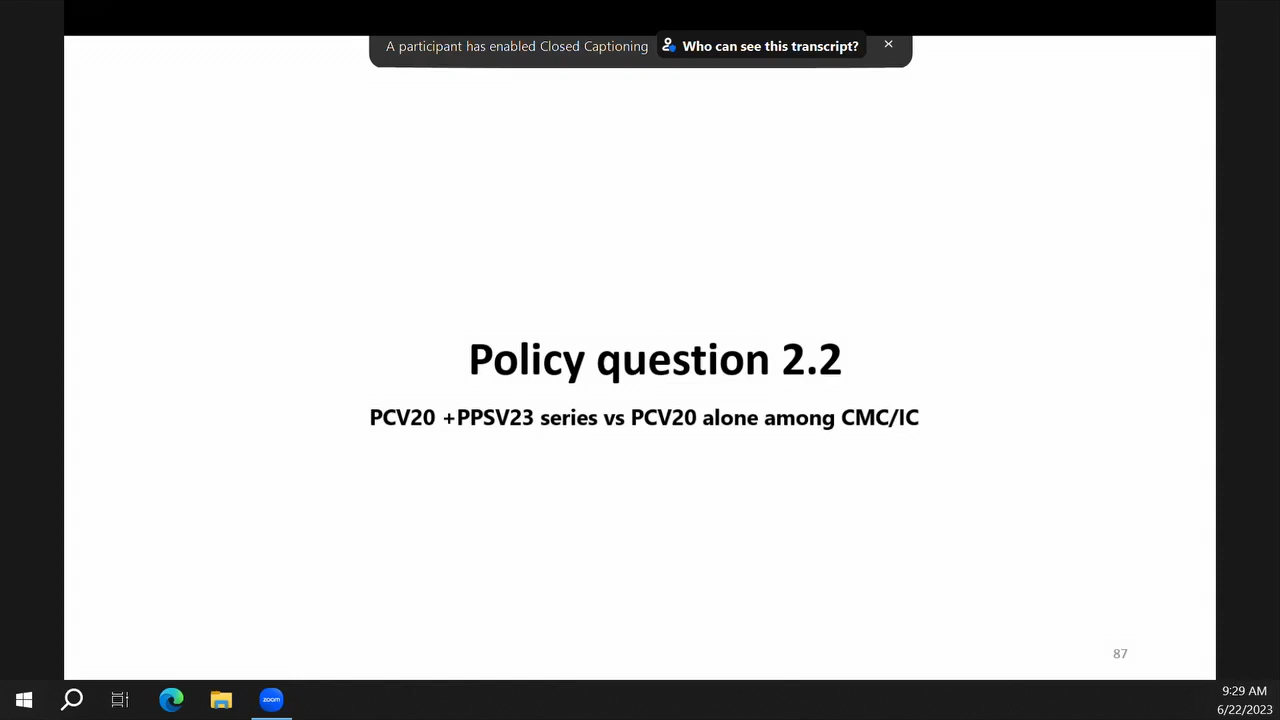 A participant has enabled Closed Captioning Who can see this transcript?
Policy question 2.2
PCV20 +PPSV23 series vs PCV20 alone among CMC/IC
87
zoom
9:29 AM
6/22/2023